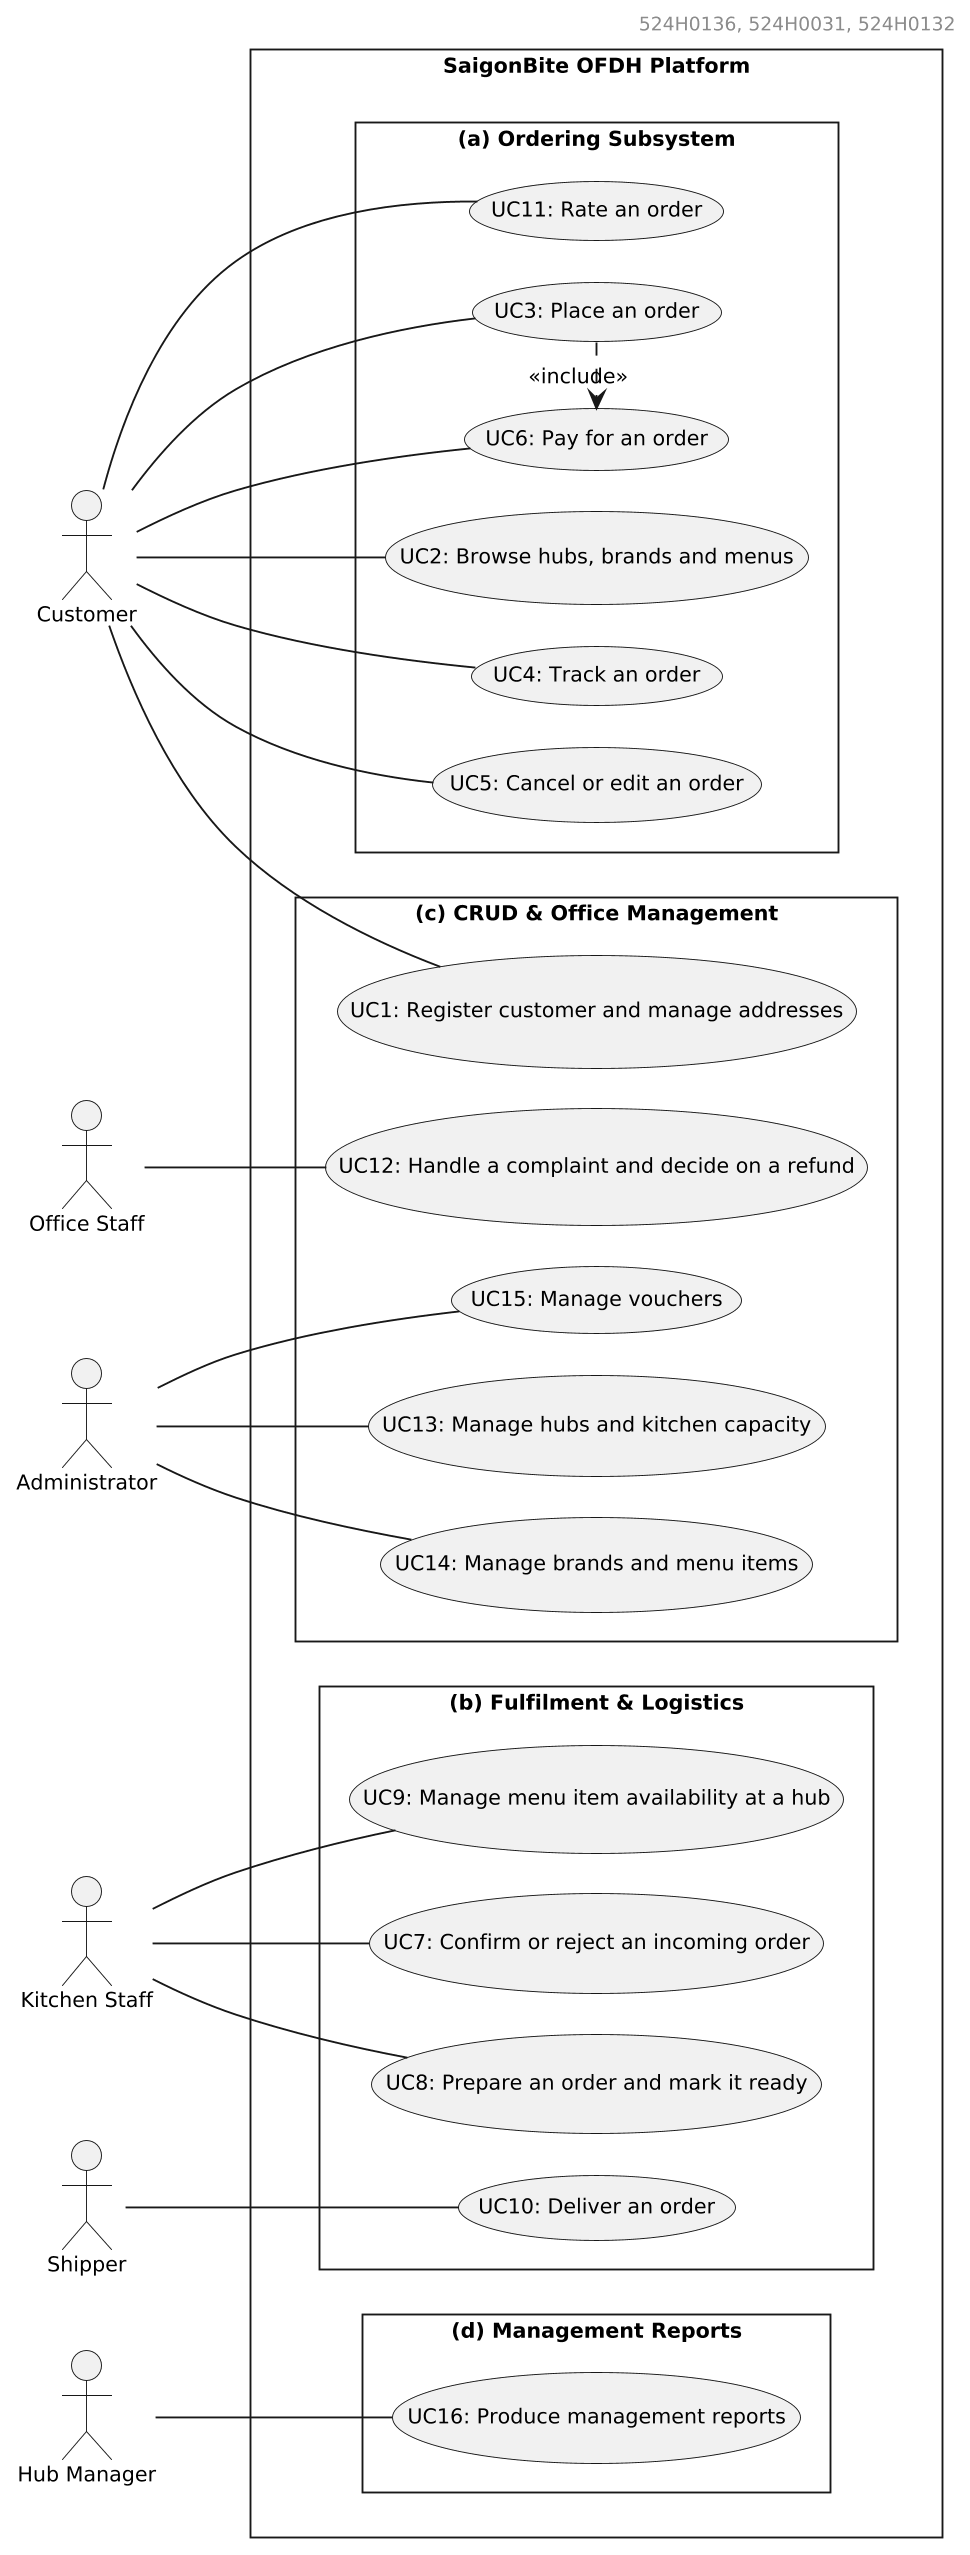 524H0136, 524H0031, 524H0132
SaigonBite OFDH Platform
(a) Ordering Subsystem
UC11: Rate an order
UC3: Place an order
«include»
UC6: Pay for an order
UC2: Browse hubs, brands and menus
Customer
UC4: Track an order
UC5: Cancel or edit an order
(c) CRUD & Office Management
UC1: Register customer and manage addresses
UC12: Handle a complaint and decide on a refund
Office Staff
UC15: Manage vouchers
UC13: Manage hubs and kitchen capacity
Administrator
UC14: Manage brands and menu items
(b) Fulfilment & Logistics
UC9: Manage menu item availability at a hub
UC7: Confirm or reject an incoming order
Kitchen Staff
UC8: Prepare an order and mark it ready
UC10: Deliver an order
Shipper
(d) Management Reports
UC16: Produce management reports
Hub Manager